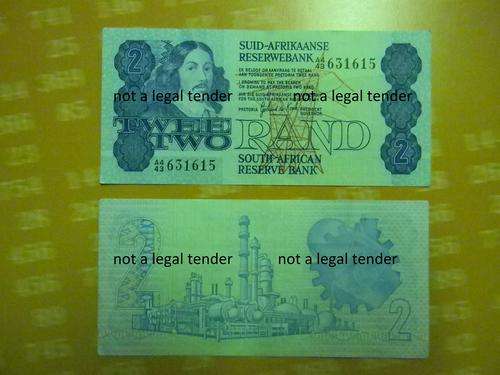 2
SUID-AFRIKAANSE
RESERWEBANK
A4/43 631615
not a legal tender not a legal tender
PRETORIA
TWEE RAND
TWO
2
A4/43 631615
SOUTH AFRICAN
RESERVE BANK
2
not a legal tender not a legal tender
2